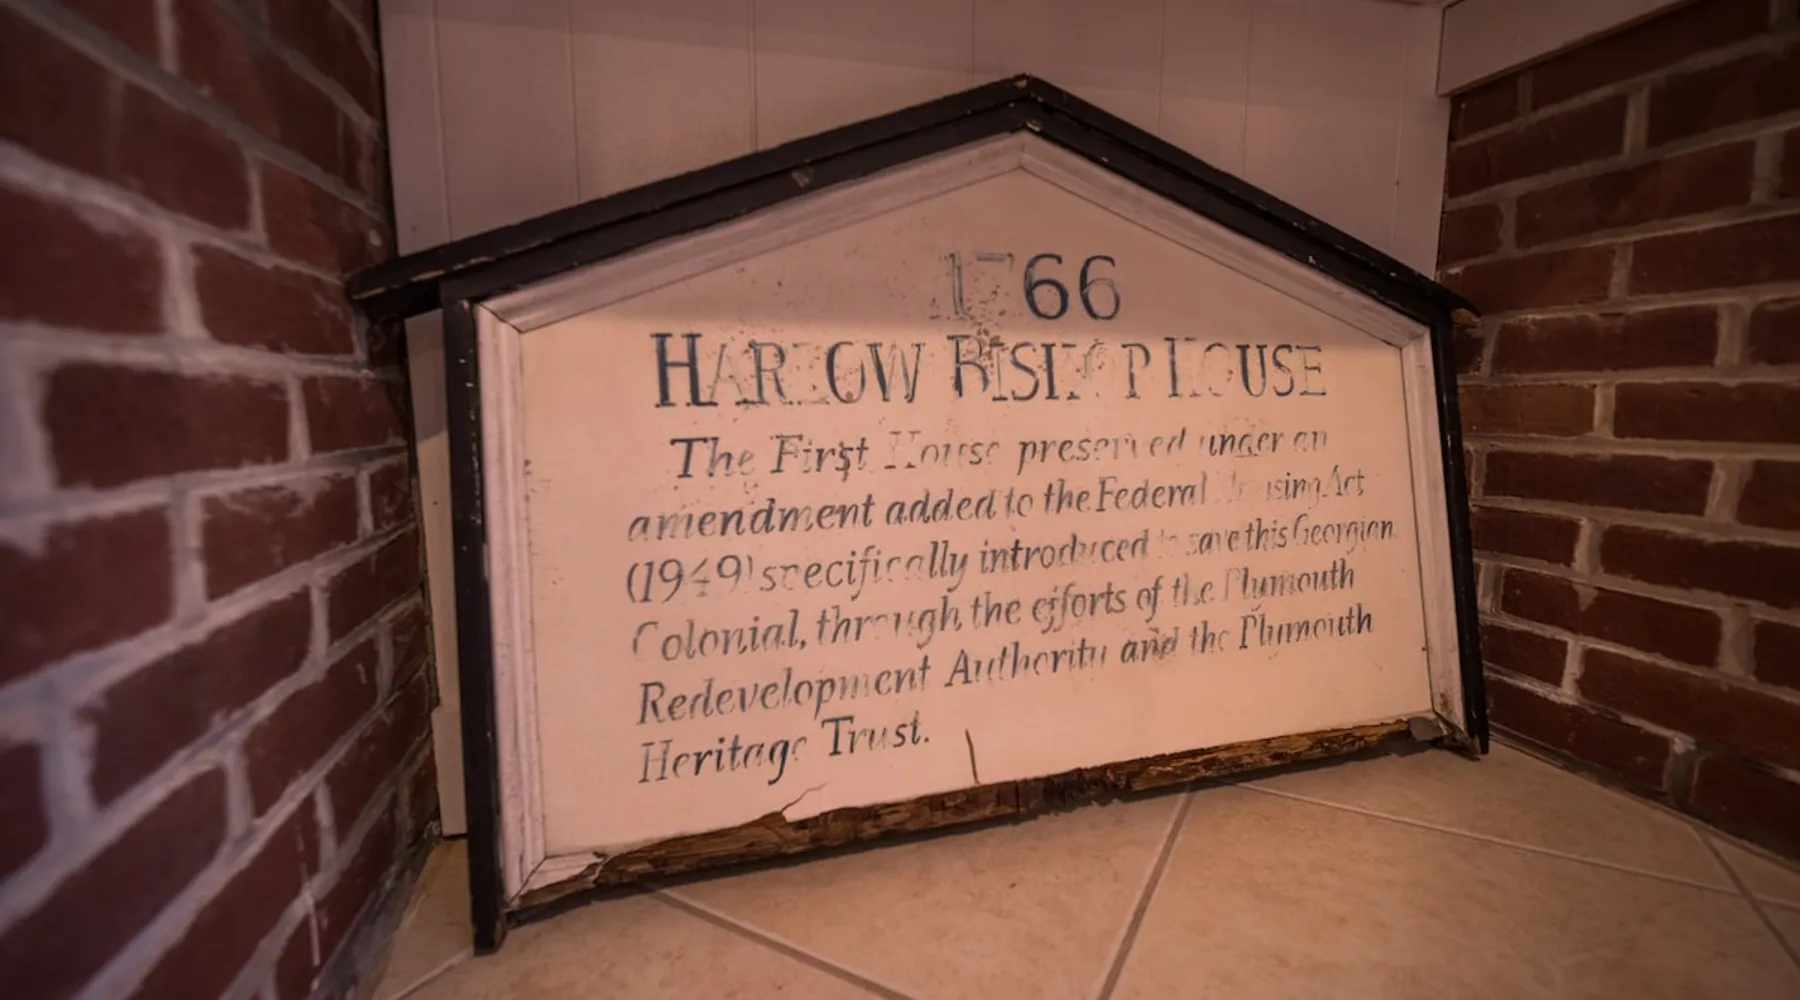 1766
HARLOW BISHOP HOUSE
The First House preserved under an
amendment added to the Federal Housing Act
(1949) specifically introduced to save this Georgian
Colonial, through the efforts of the Plymouth
Redevelopment Authority and the Plymouth
Heritage Trust.